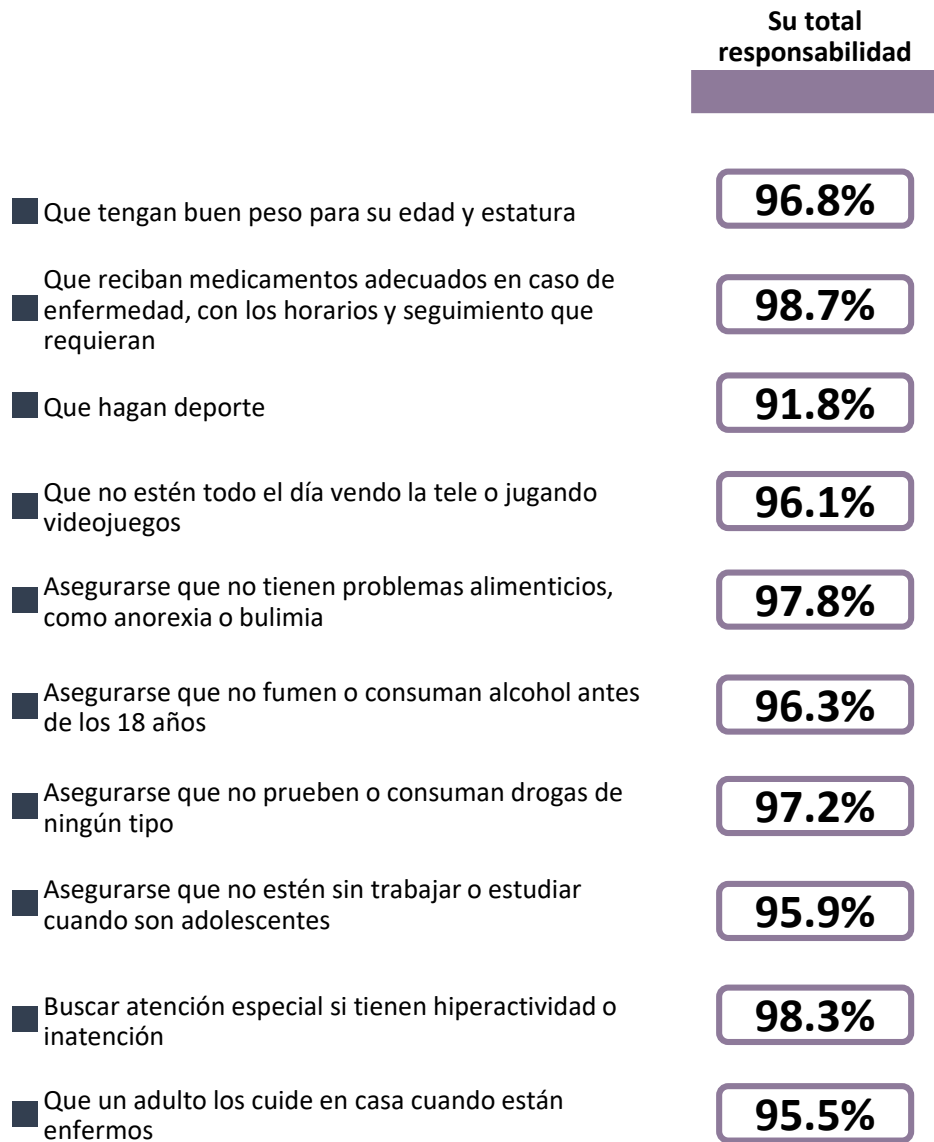 Su total
responsabilidad
Que tengan buen peso para su edad y estatura
96.8%
Que reciban medicamentos adecuados en caso de
enfermedad, con los horarios y seguimiento que
requieran
98.7%
Que hagan deporte
91.8%
Que no estén todo el día vendo la tele o jugando
videojuegos
96.1%
Asegurarse que no tienen problemas alimenticios,
como anorexia o bulimia
97.8%
Asegurarse que no fumen o consuman alcohol antes
de los 18 años
96.3%
Asegurarse que no prueben o consuman drogas de
ningún tipo
97.2%
Asegurarse que no estén sin trabajar o estudiar
cuando son adolescentes
95.9%
Buscar atención especial si tienen hiperactividad o
inatención
98.3%
Que un adulto los cuide en casa cuando están
enfermos
95.5%